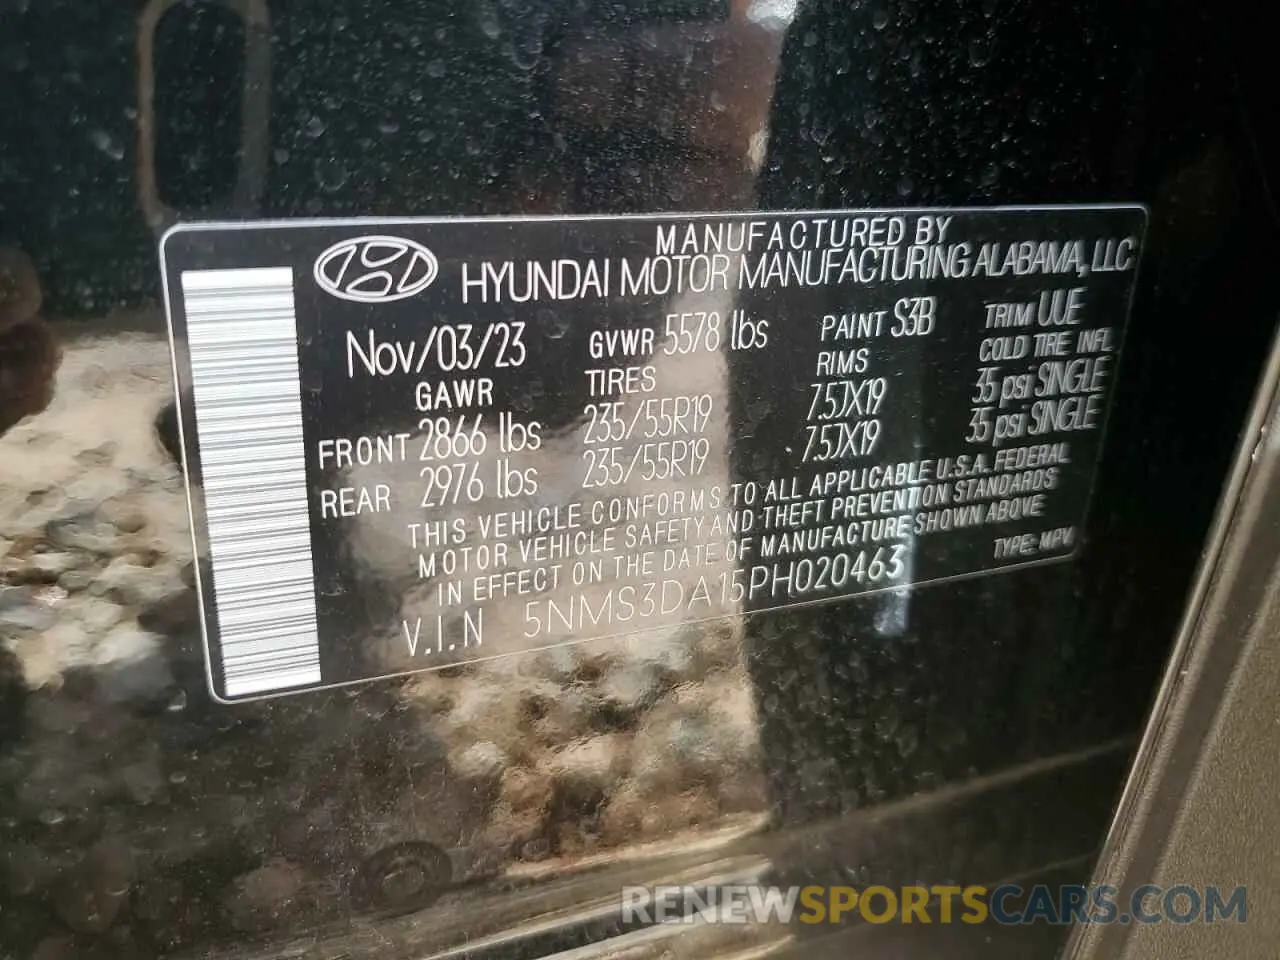 MANUFACTURED BY
HYUNDAI MOTOR MANUFACTURING ALABAMA, LLC
Nov/03/23 GVWR 5578 lbs PAINT S3B TRIM UUE
GAWR TIRES RIMS COLD TIRE INFL
FRONT 2866 lbs 235/55R19 7.5JX19 35 psi SINGLE
REAR 2976 lbs 235/55R19 7.5JX19 35 psi SINGLE
THIS VEHICLE CONFORMS TO ALL APPLICABLE U.S.A. FEDERAL
MOTOR VEHICLE SAFETY AND THEFT PREVENTION STANDARDS
IN EFFECT ON THE DATE OF MANUFACTURE SHOWN ABOVE
V.I.N 5NMS3DA15PH020463 TYPE: MPV
RENEWSPORTSCARS.COM